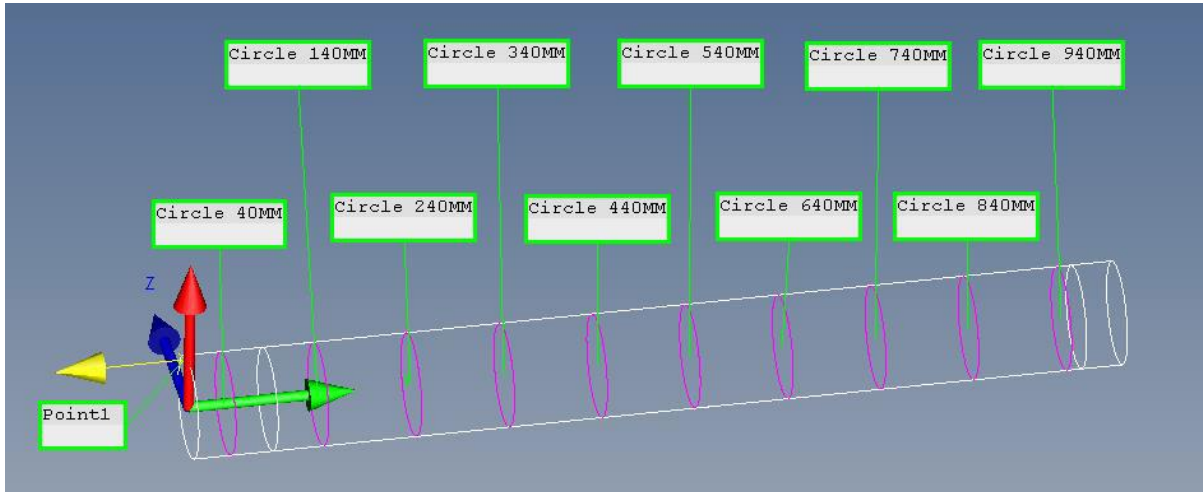 Circle 140MM
Circle 340MM
Circle 540MM
Circle 740MM
Circle 940MM
Circle 40MM
Circle 240MM
Circle 440MM
Circle 640MM
Circle 840MM
Z
Point1